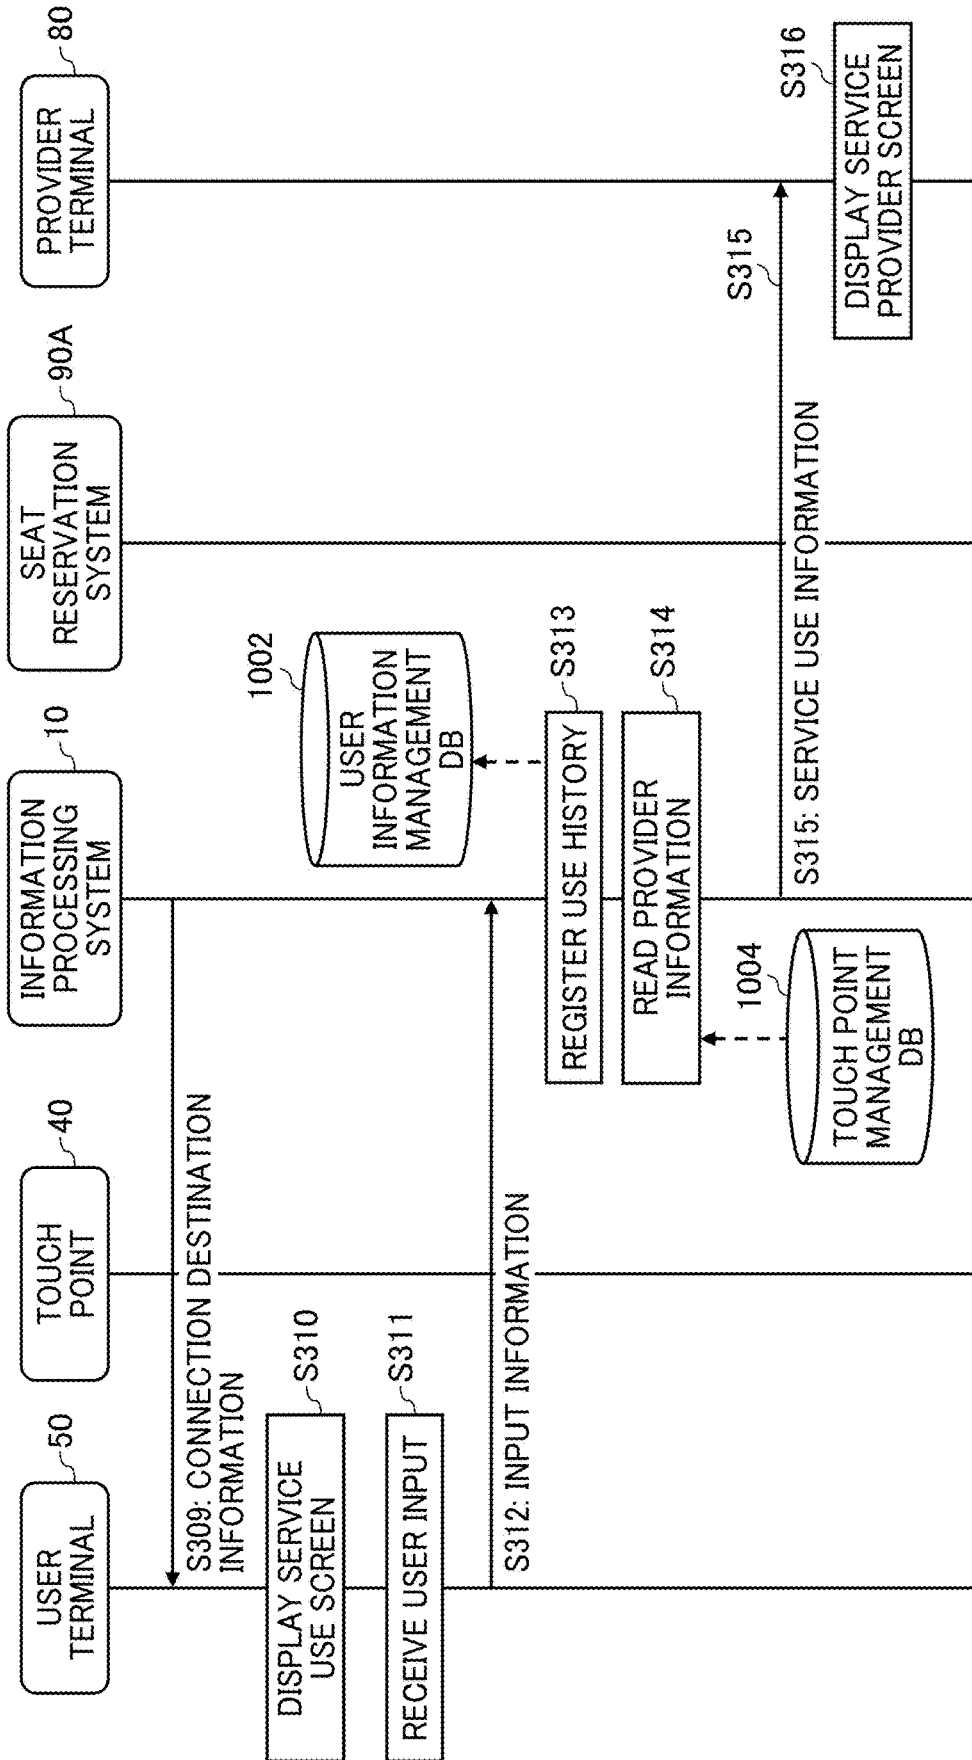 USER
TERMINAL
50
TOUCH
POINT
40
INFORMATION
PROCESSING
SYSTEM
10
SEAT
RESERVATION
SYSTEM
90A
PROVIDER
TERMINAL
80
S309: CONNECTION DESTINATION
INFORMATION
DISPLAY SERVICE
USE SCREEN
S310
RECEIVE USER INPUT
S311
S312: INPUT INFORMATION
1002
USER
INFORMATION
MANAGEMENT
DB
REGISTER USE HISTORY
S313
READ PROVIDER
INFORMATION
S314
1004
TOUCH POINT
MANAGEMENT
DB
S315: SERVICE USE INFORMATION
S315
DISPLAY SERVICE
PROVIDER SCREEN
S316